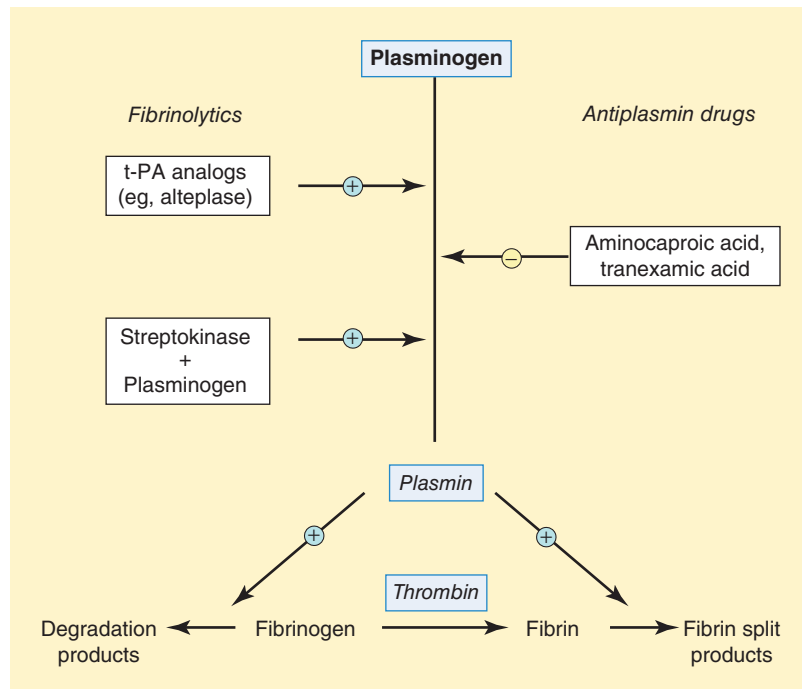 Plasminogen
Fibrinolytics
Antiplasmin drugs
t-PA analogs
(eg, alteplase)
+
Aminocaproic acid,
tranexamic acid
−
Streptokinase
+
Plasminogen
+
Plasmin
+
+
Thrombin
Degradation
products
Fibrinogen
Fibrin
Fibrin split
products